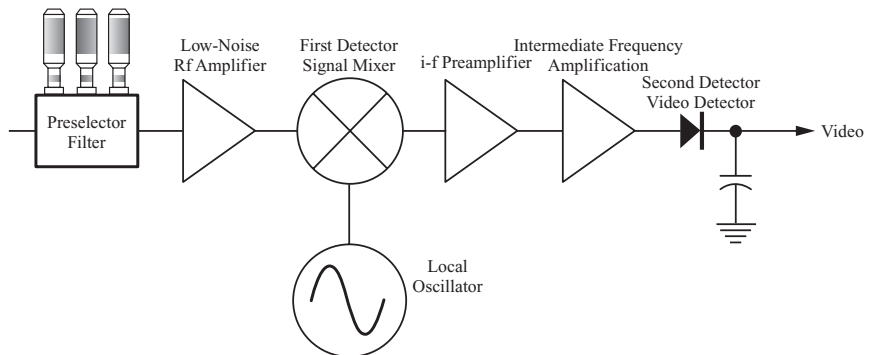 Low-Noise
Rf Amplifier
First Detector
Signal Mixer
i-f Preamplifier
Intermediate Frequency
Amplification
Second Detector
Video Detector
Preselector
Filter
Video
Local
Oscillator